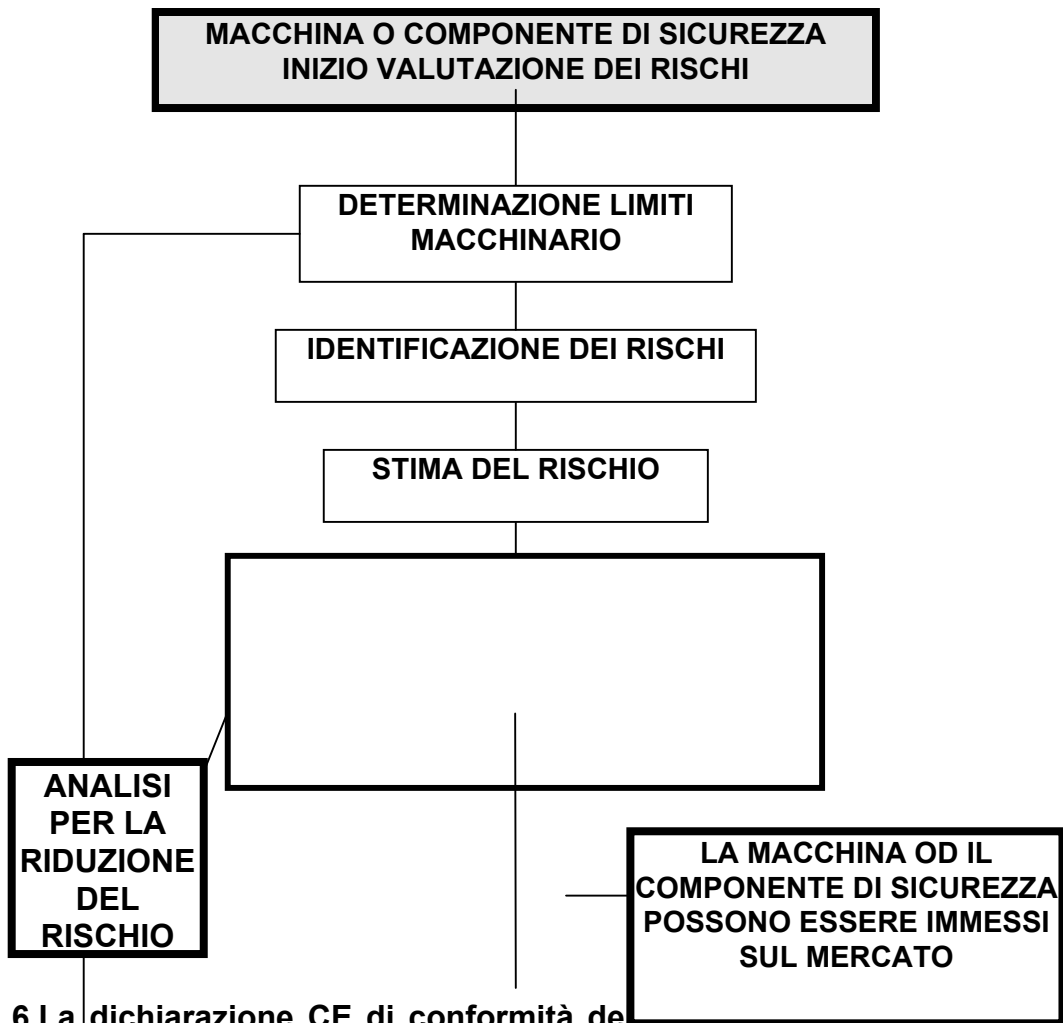 MACCHINA O COMPONENTE DI SICUREZZA
INIZIO VALUTAZIONE DEI RISCHI
DETERMINAZIONE LIMITI
MACCHINARIO
IDENTIFICAZIONE DEI RISCHI
STIMA DEL RISCHIO
ANALISI
PER LA
RIDUZIONE
DEL
RISCHIO
LA MACCHINA OD IL
COMPONENTE DI SICUREZZA
POSSONO ESSERE IMMESSI
SUL MERCATO
6.La dichiarazione CE di conformità de